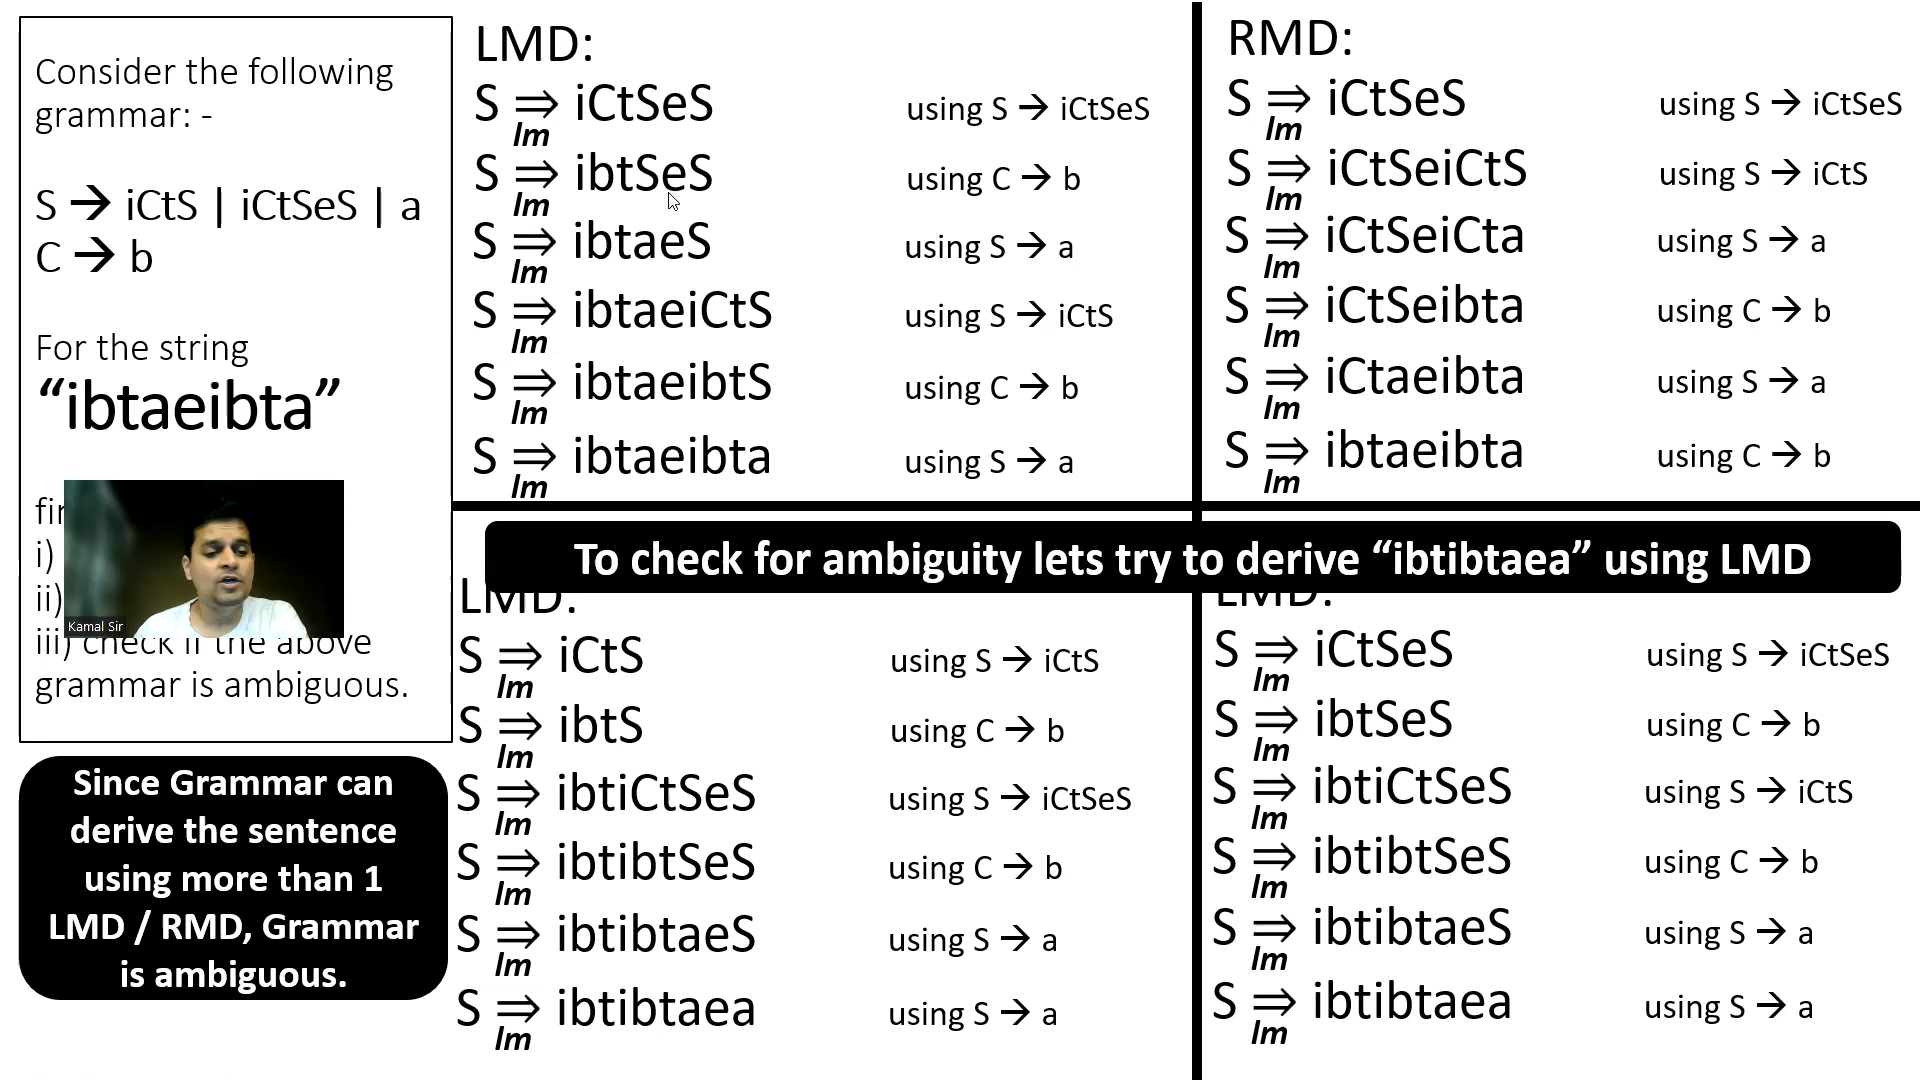 Consider the following
grammar: -
S → iCtS | iCtSeS | a
C → b
For the string
“ibtaeibta”
i)
ii)
iii) check if the above
grammar is ambiguous.
Kamal Sir
Since Grammar can
derive the sentence
using more than 1
LMD / RMD, Grammar
is ambiguous.
LMD:
S ⇒ iCtSeS using S → iCtSeS
lm
S ⇒ ibtSeS using C → b
lm
S ⇒ ibtaeS using S → a
lm
S ⇒ ibtaeiCtS using S → iCtS
lm
S ⇒ ibtaeibtS using C → b
lm
S ⇒ ibtaeibta using S → a
lm
RMD:
S ⇒ iCtSeS using S → iCtSeS
lm
S ⇒ iCtSeiCtS using S → iCtS
lm
S ⇒ iCtSeiCta using S → a
lm
S ⇒ iCtSeibta using C → b
lm
S ⇒ iCtaeibta using S → a
lm
S ⇒ ibtaeibta using C → b
lm
To check for ambiguity lets try to derive “ibtibtaea” using LMD
LMD:
S ⇒ iCtS using S → iCtS
lm
S ⇒ ibtS using C → b
lm
S ⇒ ibtiCtSeS using S → iCtSeS
lm
S ⇒ ibtibtSeS using C → b
lm
S ⇒ ibtibtaeS using S → a
lm
S ⇒ ibtibtaea using S → a
lm
LMD:
S ⇒ iCtSeS using S → iCtSeS
lm
S ⇒ ibtSeS using C → b
lm
S ⇒ ibtiCtSeS using S → iCtS
lm
S ⇒ ibtibtSeS using C → b
lm
S ⇒ ibtibtaeS using S → a
lm
S ⇒ ibtibtaea using S → a
lm